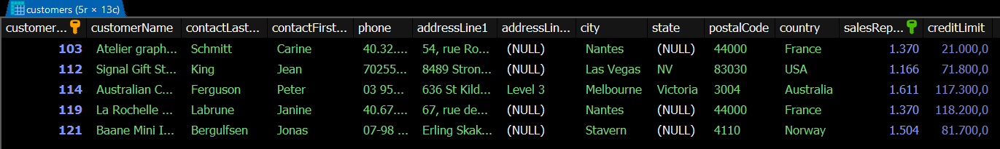 customers (5r × 13c)
customer... customerName contactLast... contactFirst... phone addressLine1 addressLin... city state postalCode country salesRep... creditLimit
103 Atelier graph... Schmitt Carine 40.32.... 54, rue Ro... (NULL) Nantes (NULL) 44000 France 1.370 21.000,0
112 Signal Gift St... King Jean 70255... 8489 Stron... (NULL) Las Vegas NV 83030 USA 1.166 71.800,0
114 Australian C... Ferguson Peter 03 95... 636 St Kild... Level 3 Melbourne Victoria 3004 Australia 1.611 117.300,0
119 La Rochelle ... Labrune Janine 40.67.... 67, rue de... (NULL) Nantes (NULL) 44000 France 1.370 118.200,0
121 Baane Mini I... Bergulfsen Jonas 07-98 ... Erling Skak... (NULL) Stavern (NULL) 4110 Norway 1.504 81.700,0